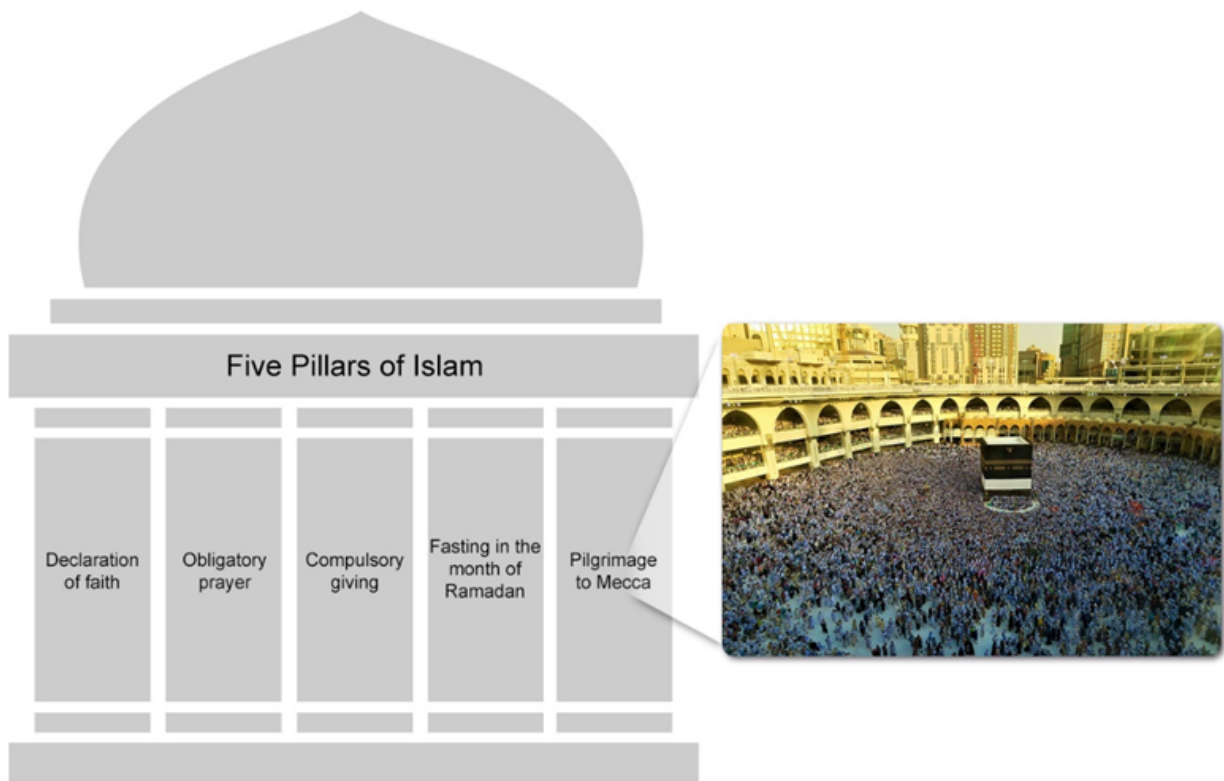 Five Pillars of Islam
Declaration
of faith
Obligatory
prayer
Compulsory
giving
Fasting in the
month of
Ramadan
Pilgrimage
to Mecca